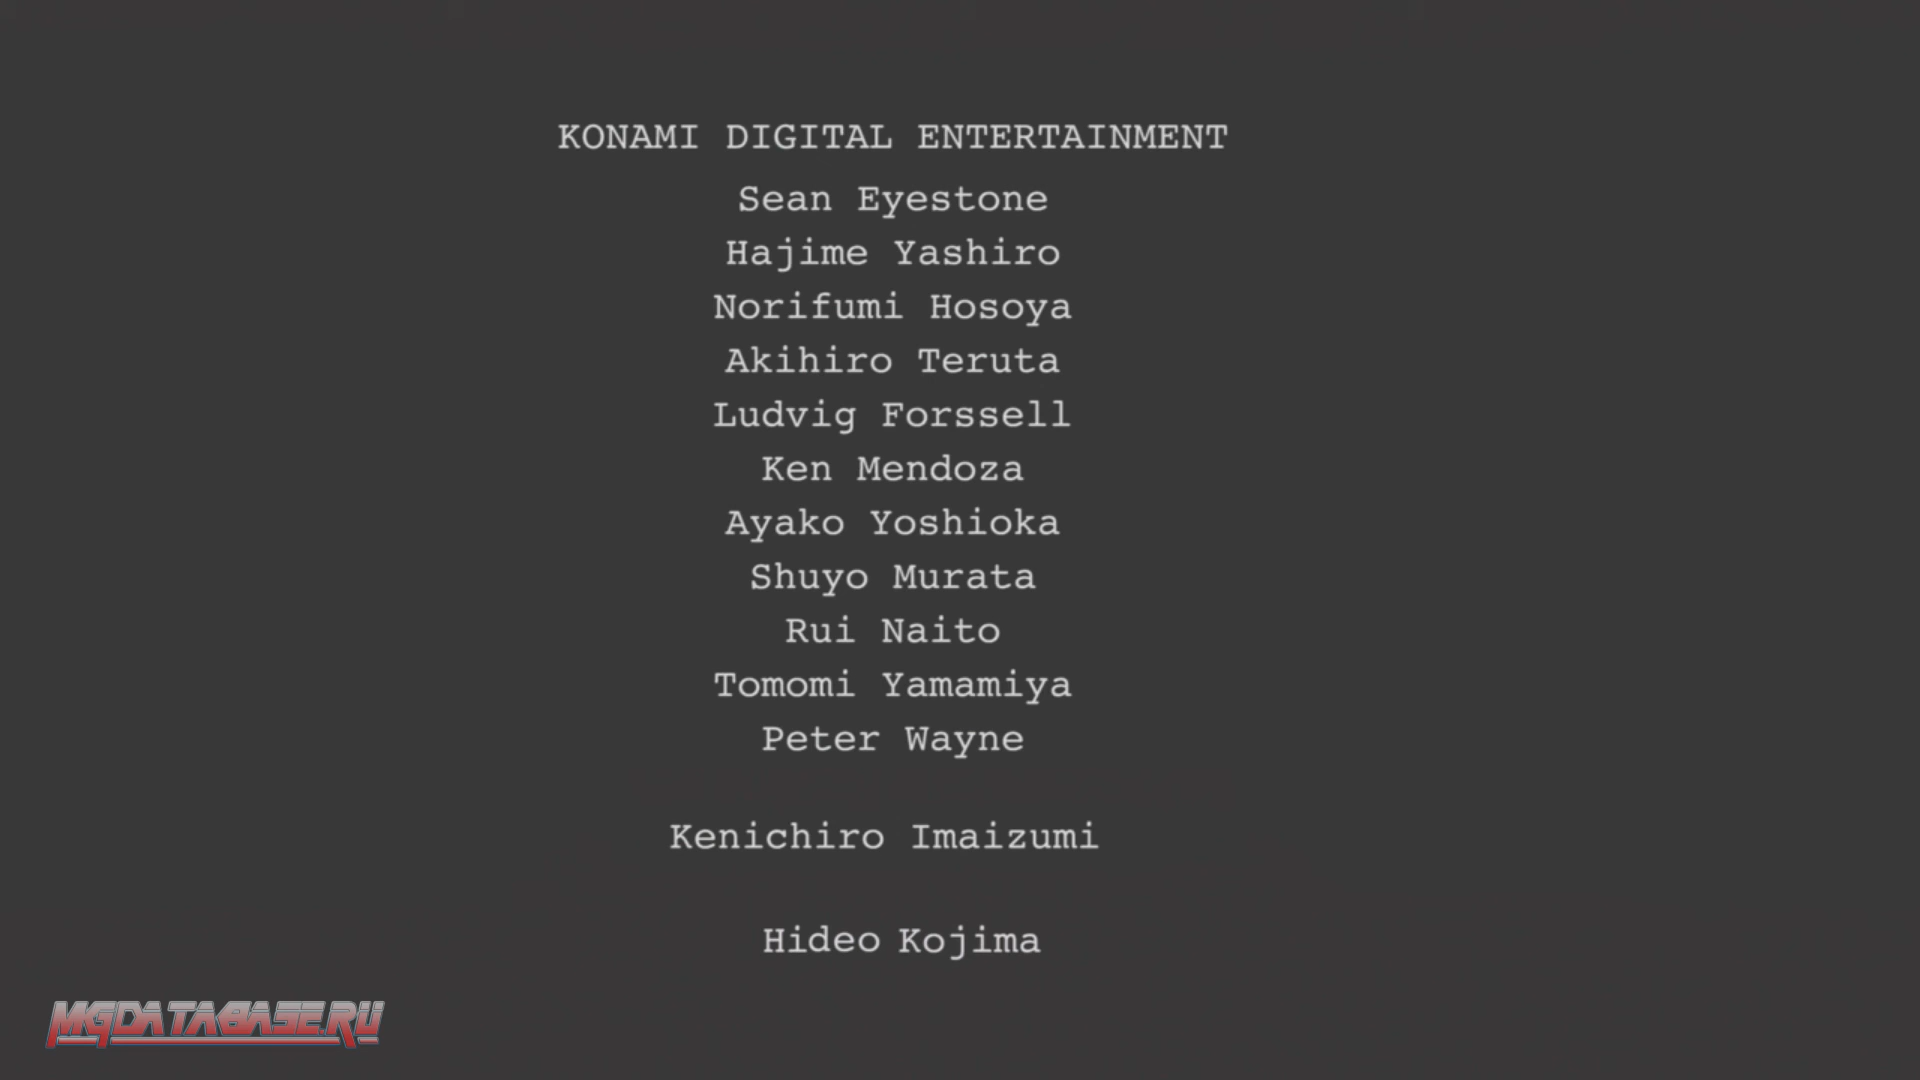 KONAMI DIGITAL ENTERTAINMENT
Sean Eyestone
Hajime Yashiro
Norifumi Hosoya
Akihiro Teruta
Ludvig Forssell
Ken Mendoza
Ayako Yoshioka
Shuyo Murata
Rui Naito
Tomomi Yamamiya
Peter Wayne
Kenichiro Imaizumi
Hideo Kojima
MGDATABASE.RU